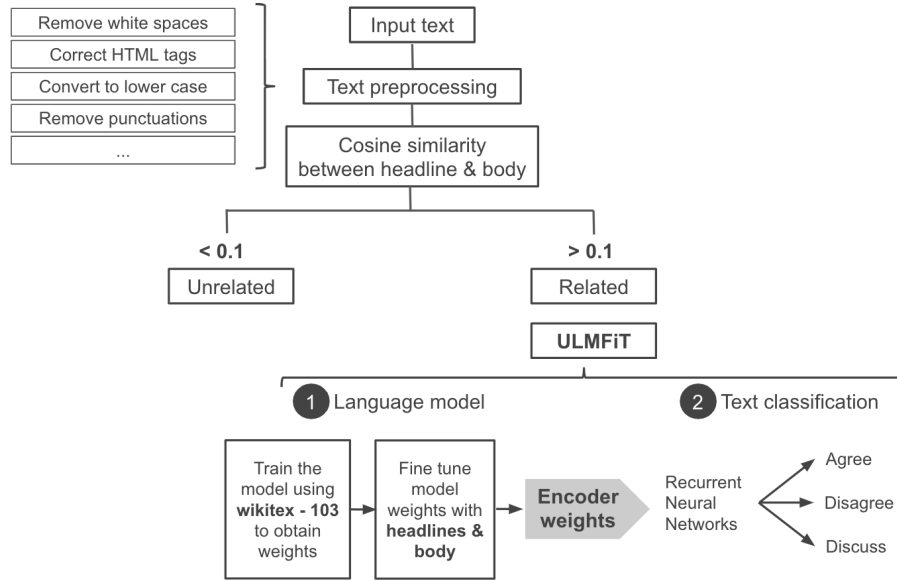 Remove white spaces
Correct HTML tags
Convert to lower case
Remove punctuations
...
Input text
Text preprocessing
Cosine similarity
between headline & body
< 0.1
Unrelated
> 0.1
Related
ULMFiT
1 Language model
2 Text classification
Train the
model using
wikitex - 103
to obtain
weights
Fine tune
model
weights with
headlines &
body
Encoder
weights
Recurrent
Neural
Networks
Agree
Disagree
Discuss